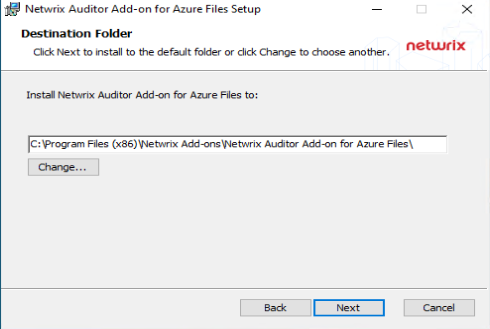 Netwrix Auditor Add-on for Azure Files Setup
Destination Folder
Click Next to install to the default folder or click Change to choose another.
netwrix
Install Netwrix Auditor Add-on for Azure Files to:
C:\Program Files (x86)\Netwrix Add-ons\Netwrix Auditor Add-on for Azure Files\
Change...
Back Next Cancel